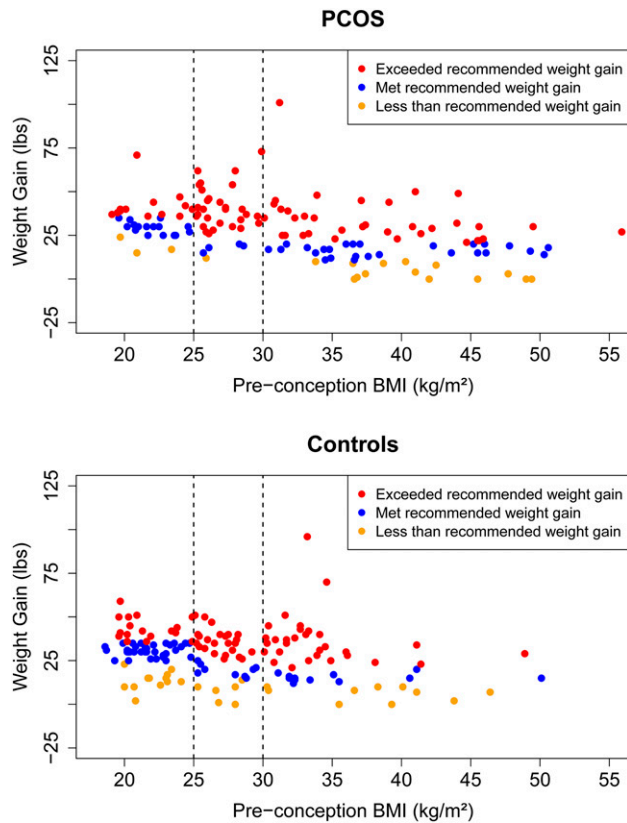 PCOS
Weight Gain (lbs)
125
75
25
−25
Exceeded recommended weight gain
Met recommended weight gain
Less than recommended weight gain
20 25 30 35 40 45 50 55
Pre−conception BMI (kg/m²)
Controls
Weight Gain (lbs)
125
75
25
−25
Exceeded recommended weight gain
Met recommended weight gain
Less than recommended weight gain
20 25 30 35 40 45 50 55
Pre−conception BMI (kg/m²)